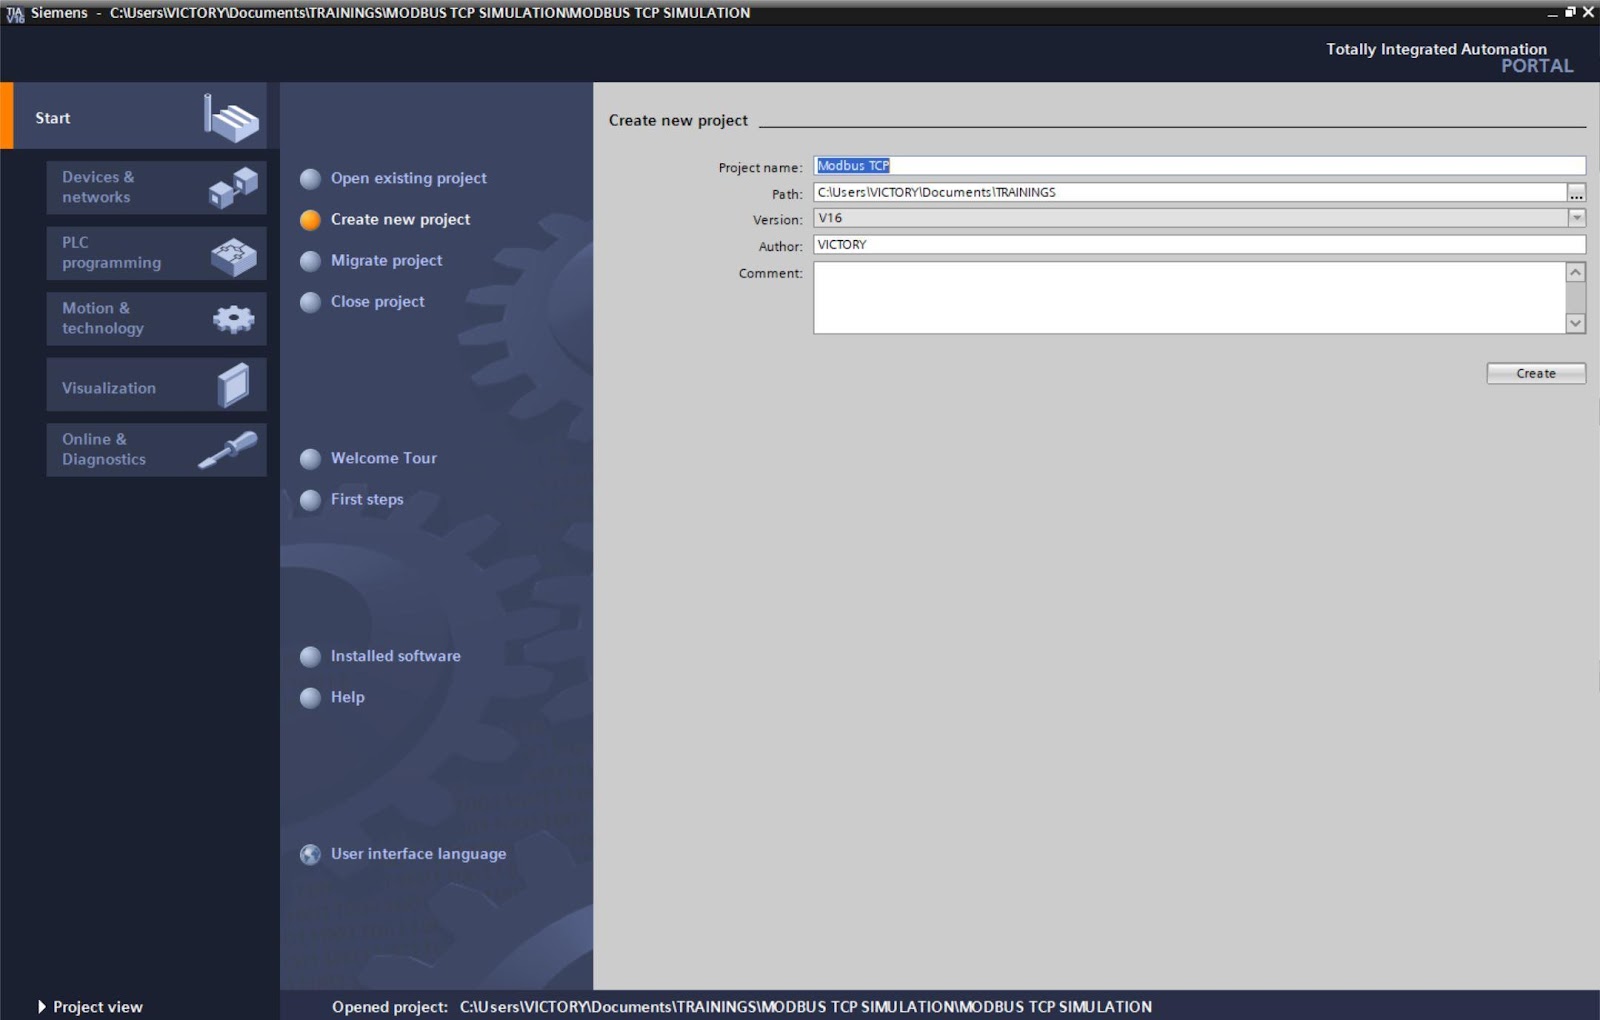 Siemens - C:\Users\VICTORY\Documents\TRAININGS\MODBUS TCP SIMULATION\MODBUS TCP SIMULATION
Totally Integrated Automation
PORTAL
Start
Devices &
networks
PLC
programming
Motion &
technology
Visualization
Online &
Diagnostics
Open existing project
Create new project
Migrate project
Close project
Welcome Tour
First steps
Installed software
Help
User interface language
Create new project
Project name: Modbus TCP
Path: C:\Users\VICTORY\Documents\TRAININGS
...
Version: V16
Author: VICTORY
Comment:
Create
Project view
Opened project: C:\Users\VICTORY\Documents\TRAININGS\MODBUS TCP SIMULATION\MODBUS TCP SIMULATION